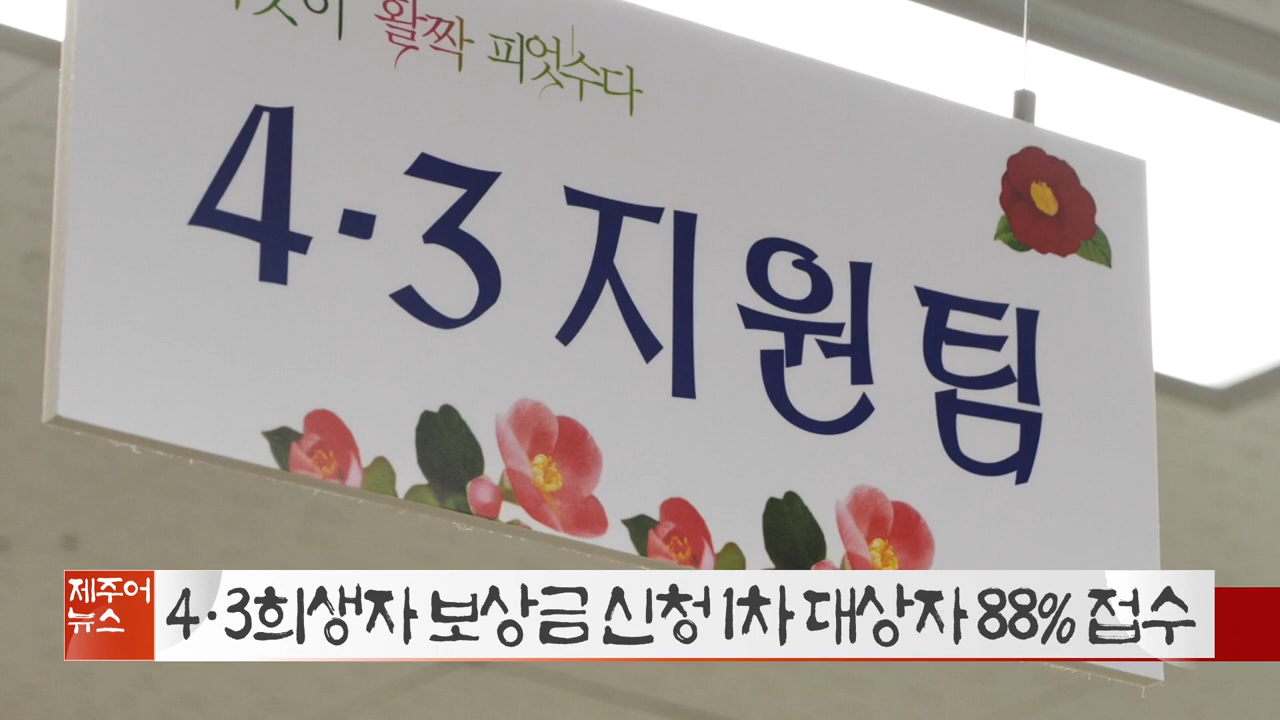 활짝 피엇수다
4·3지원팀
제주어
뉴스
4·3희생자 보상금 신청 1차 대상자 88% 접수